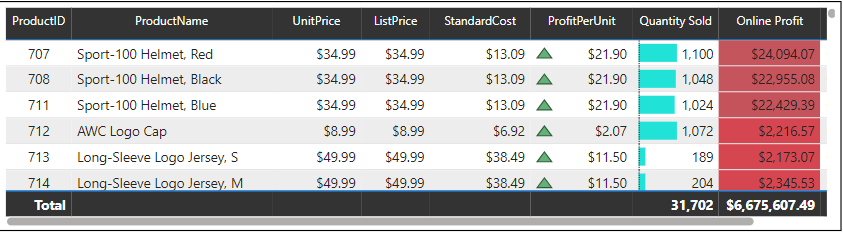 ProductID ProductName UnitPrice ListPrice StandardCost ProfitPerUnit Quantity Sold Online Profit
707 Sport-100 Helmet, Red $34.99 $34.99 $13.09 $21.90 1,100 $24,094.07
708 Sport-100 Helmet, Black $34.99 $34.99 $13.09 $21.90 1,048 $22,955.08
711 Sport-100 Helmet, Blue $34.99 $34.99 $13.09 $21.90 1,024 $22,429.39
712 AWC Logo Cap $8.99 $8.99 $6.92 $2.07 1,072 $2,216.57
713 Long-Sleeve Logo Jersey, S $49.99 $49.99 $38.49 $11.50 189 $2,173.07
714 Long-Sleeve Logo Jersey, M $49.99 $49.99 $38.49 $11.50 204 $2,345.53
Total 31,702 $6,675,607.49